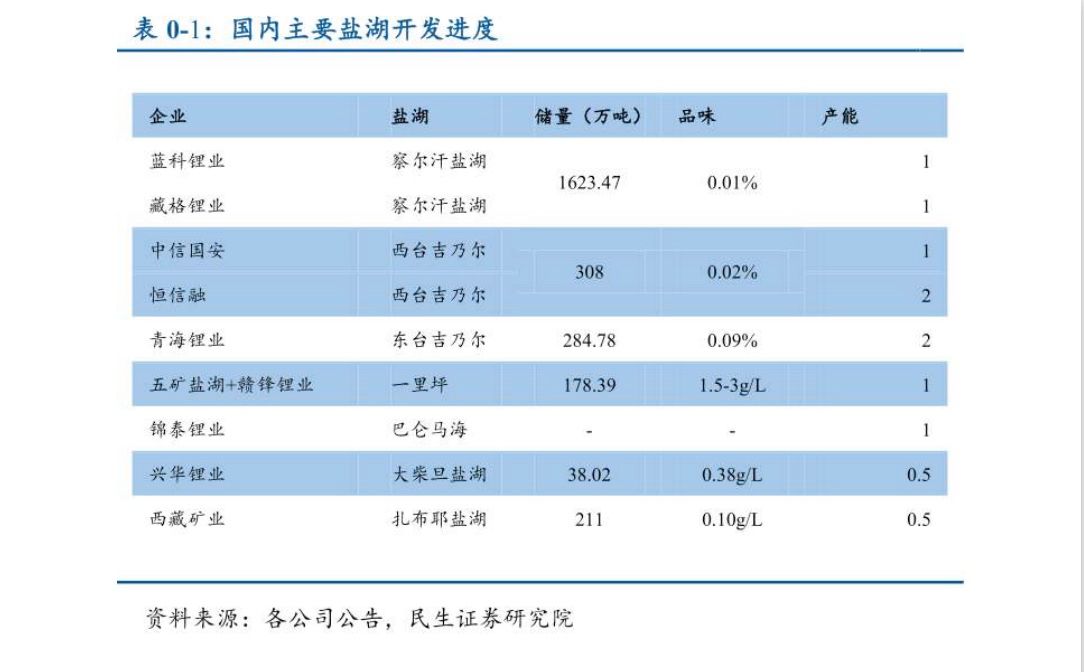 表 0-1：国内主要盐湖开发进度
企业 盐湖 储量（万吨） 品味 产能
蓝科锂业 察尔汗盐湖 1623.47 0.01% 1
藏格锂业 察尔汗盐湖 1
中信国安 西台吉乃尔 308 0.02% 1
恒信融 西台吉乃尔 2
青海锂业 东台吉乃尔 284.78 0.09% 2
五矿盐湖+赣锋锂业 一里坪 178.39 1.5-3g/L 1
锦泰锂业 巴仑马海 - - 1
兴华锂业 大柴旦盐湖 38.02 0.38g/L 0.5
西藏矿业 扎布耶盐湖 211 0.10g/L 0.5
资料来源：各公司公告，民生证券研究院